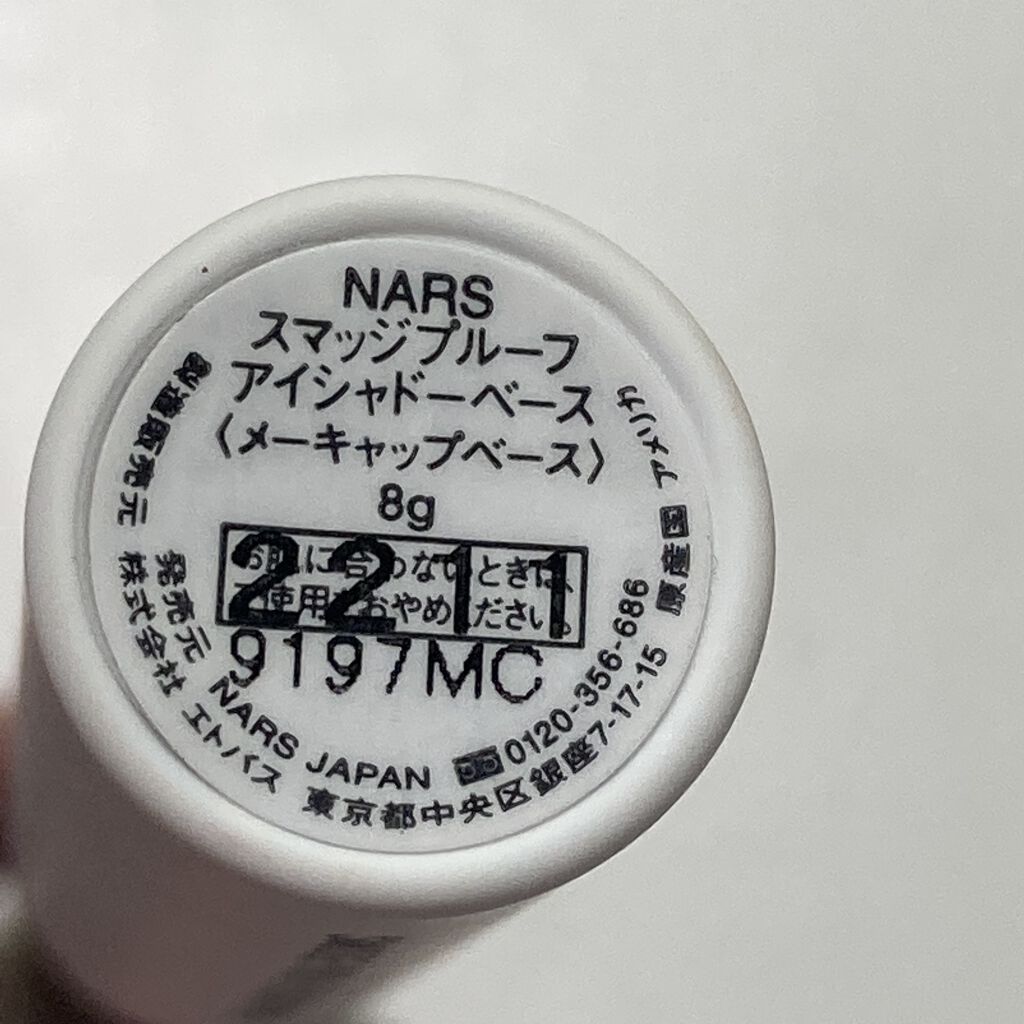 NARS
スマッジプルーフ
アイシャドーベース
〈メーキャップベース〉
8g
お肌に合わないときは、
ご使用をおやめください。
2211
9197MC
製造販売元 株式会社 エトバス 東京都中央区銀座7-17-15 原産国 アメリカ
発売元 NARS JAPAN 0120-356-686